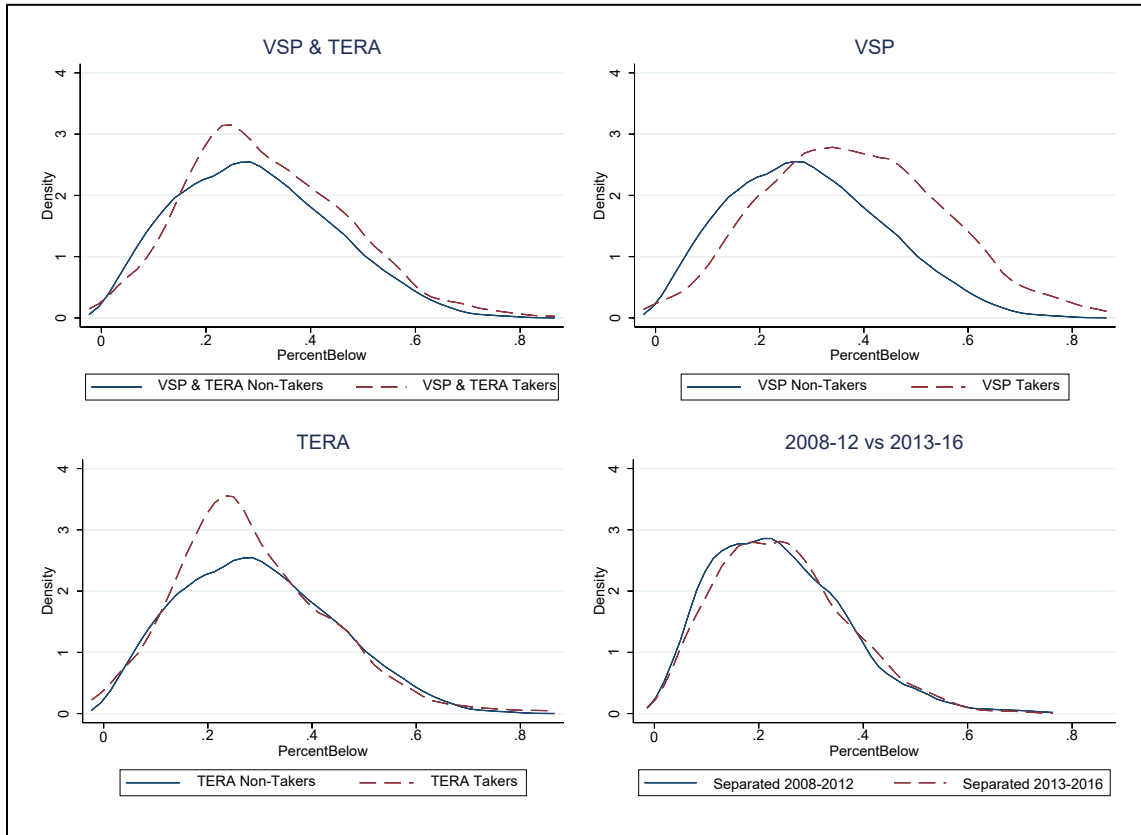 VSP & TERA
4
3
2
1
0
Density
0 .2 .4 .6 .8
PercentBelow
VSP & TERA Non-Takers VSP & TERA Takers
VSP
4
3
2
1
0
Density
0 .2 .4 .6 .8
PercentBelow
VSP Non-Takers VSP Takers
TERA
4
3
2
1
0
Density
0 .2 .4 .6 .8
PercentBelow
TERA Non-Takers TERA Takers
2008-12 vs 2013-16
4
3
2
1
0
Density
0 .2 .4 .6 .8
PercentBelow
Separated 2008-2012 Separated 2013-2016